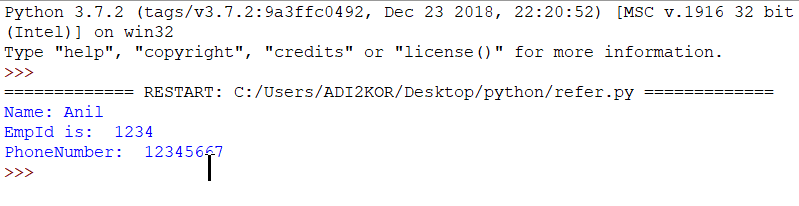 Python 3.7.2 (tags/v3.7.2:9a3ffc0492, Dec 23 2018, 22:20:52) [MSC v.1916 32 bit
(Intel)] on win32
Type "help", "copyright", "credits" or "license()" for more information.
>>>
============= RESTART: C:/Users/ADI2KOR/Desktop/python/refer.py =============
Name: Anil
EmpId is:  1234
PhoneNumber:  12345667
>>>